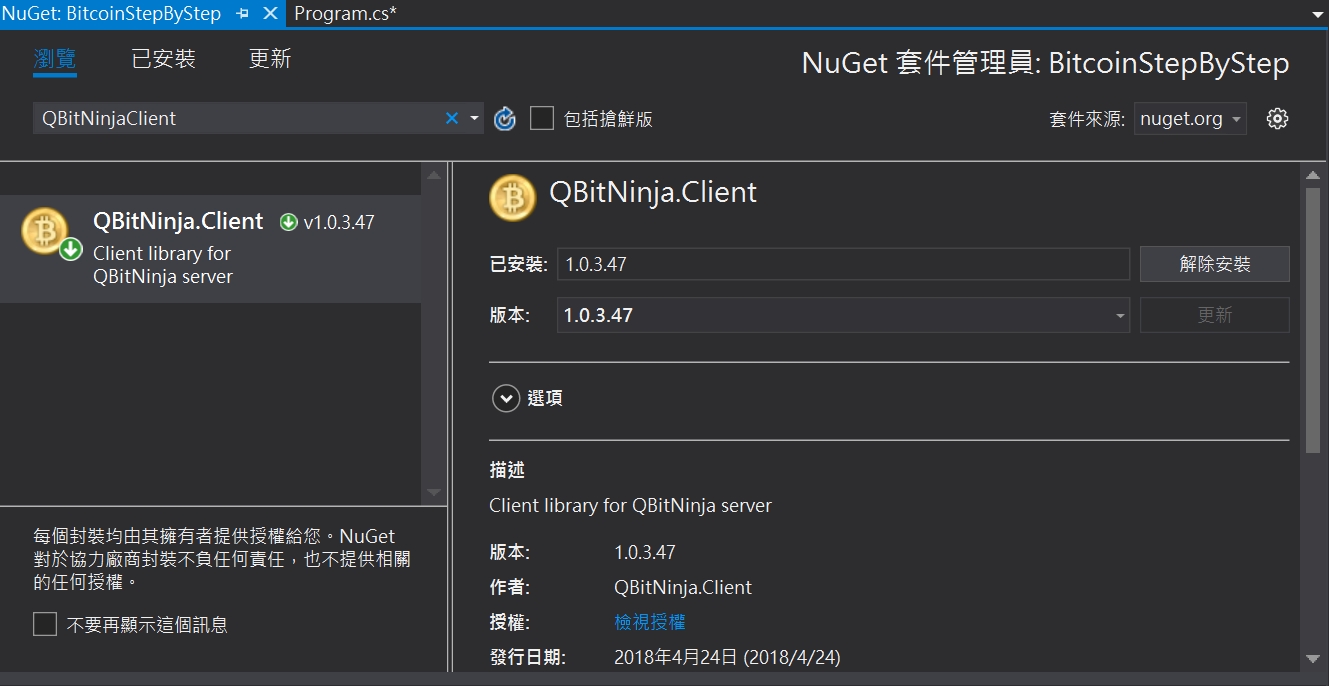 NuGet: BitcoinStepByStep
Program.cs*
瀏覽 已安裝 更新
NuGet 套件管理員: BitcoinStepByStep
QBitNinjaClient
包括搶鮮版
套件來源: nuget.org
QBitNinja.Client v1.0.3.47
Client library for
QBitNinja server
每個封裝均由其擁有者提供授權給您。NuGet
對於協力廠商封裝不負任何責任，也不提供相關
的任何授權。
不要再顯示這個訊息
QBitNinja.Client
已安裝: 1.0.3.47 解除安裝
版本: 1.0.3.47 更新
選項
描述
Client library for QBitNinja server
版本: 1.0.3.47
作者: QBitNinja.Client
授權: 檢視授權
發行日期: 2018年4月24日 (2018/4/24)